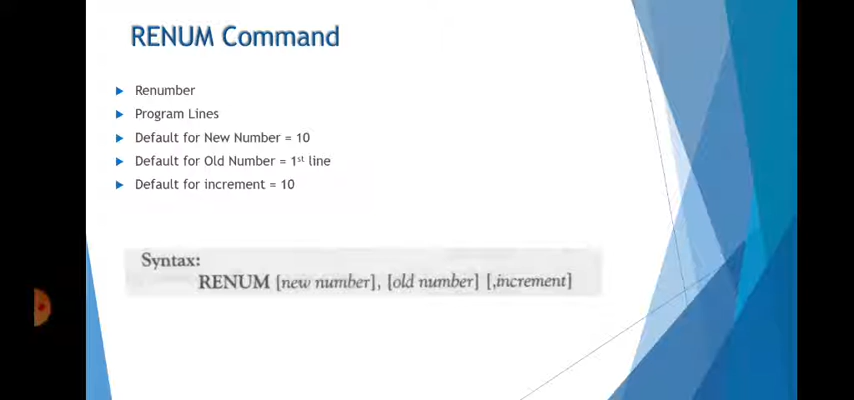 RENUM Command
Renumber
Program Lines
Default for New Number = 10
Default for Old Number = 1st line
Default for increment = 10
Syntax:
RENUM [new number], [old number] [,increment]